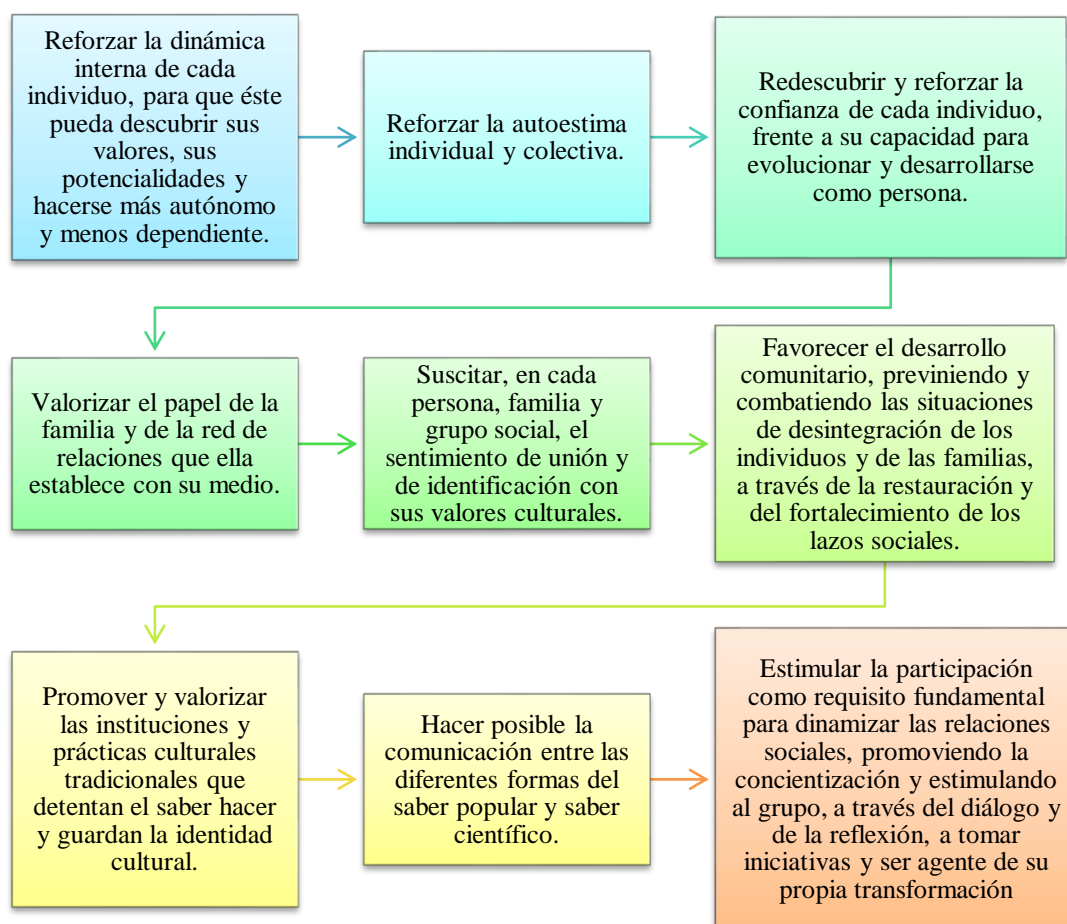 Reforzar la dinámica
interna de cada
individuo, para que éste
pueda descubrir sus
valores, sus
potencialidades y
hacerse más autónomo
y menos dependiente.
Reforzar la autoestima
individual y colectiva.
Redescubrir y reforzar la
confianza de cada individuo,
frente a su capacidad para
evolucionar y desarrollarse
como persona.
Valorizar el papel de la
familia y de la red de
relaciones que ella
establece con su medio.
Suscitar, en cada
persona, familia y
grupo social, el
sentimiento de unión y
de identificación con
sus valores culturales.
Favorecer el desarrollo
comunitario, previniendo y
combatiendo las situaciones
de desintegración de los
individuos y de las familias,
a través de la restauración y
del fortalecimiento de los
lazos sociales.
Promover y valorizar
las instituciones y
prácticas culturales
tradicionales que
detentan el saber hacer
y guardan la identidad
cultural.
Hacer posible la
comunicación entre las
diferentes formas del
saber popular y saber
científico.
Estimular la participación
como requisito fundamental
para dinamizar las relaciones
sociales, promoviendo la
concientización y estimulando
al grupo, a través del diálogo y
de la reflexión, a tomar
iniciativas y ser agente de su
propia transformación